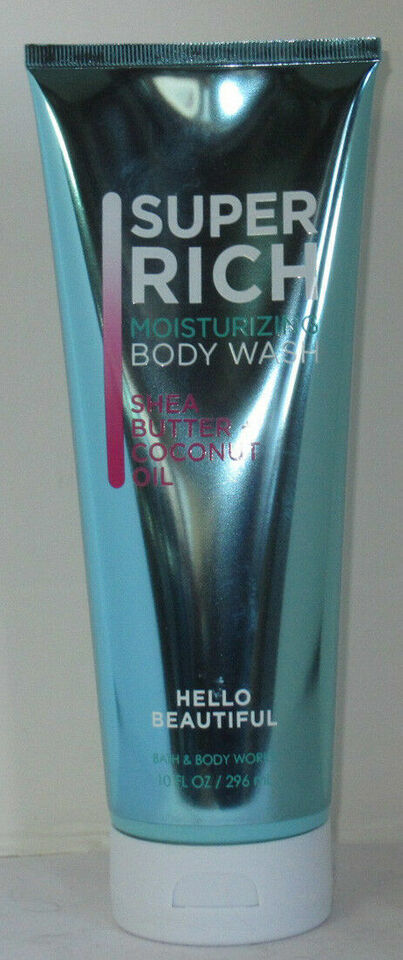 SUPER
RICH
MOISTURIZING
BODY WASH
SHEA
BUTTER +
COCONUT
OIL
HELLO
BEAUTIFUL
BATH & BODY WORKS
10 FL OZ / 296 mL